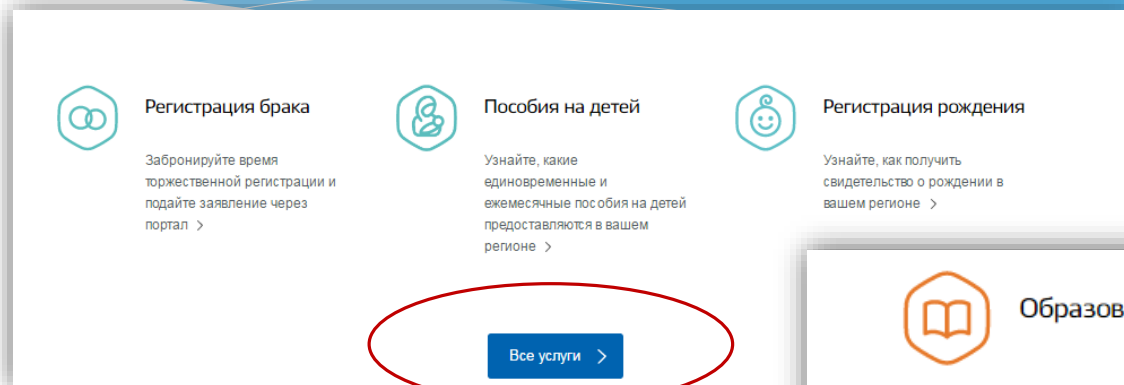 Регистрация брака
Забронируйте время
торжественной регистрации и
подайте заявление через
портал >
Пособия на детей
Узнайте, какие
единовременные и
ежемесячные пособия на детей
предоставляются в вашем
регионе >
Регистрация рождения
Узнайте, как получить
свидетельство о рождении в
вашем регионе >
Все услуги >
Образов